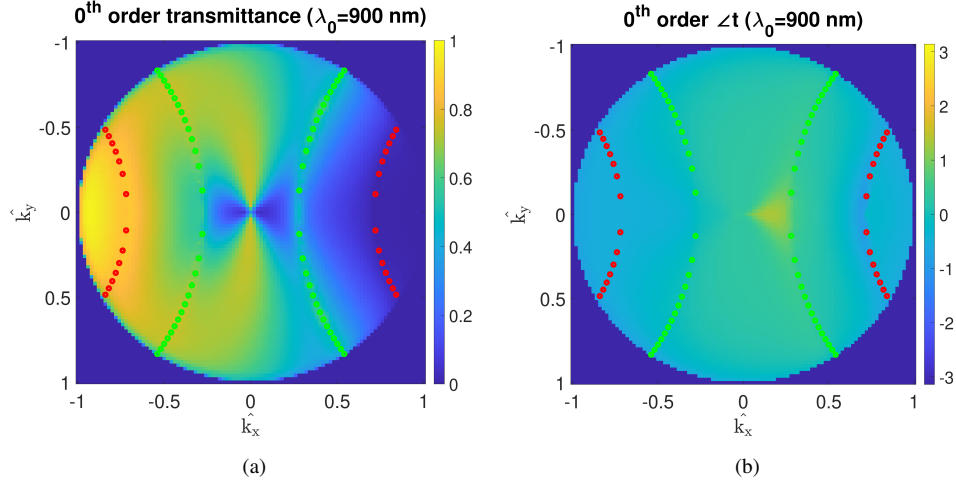 0th order transmittance (λ0=900 nm)
-1
-0.5
0
0.5
1
k̂y
-1 -0.5 0 0.5 1
k̂x
1
0.8
0.6
0.4
0.2
0
(a)
0th order ∠t (λ0=900 nm)
-1
-0.5
0
0.5
1
k̂y
-1 -0.5 0 0.5 1
k̂x
3
2
1
0
-1
-2
-3
(b)